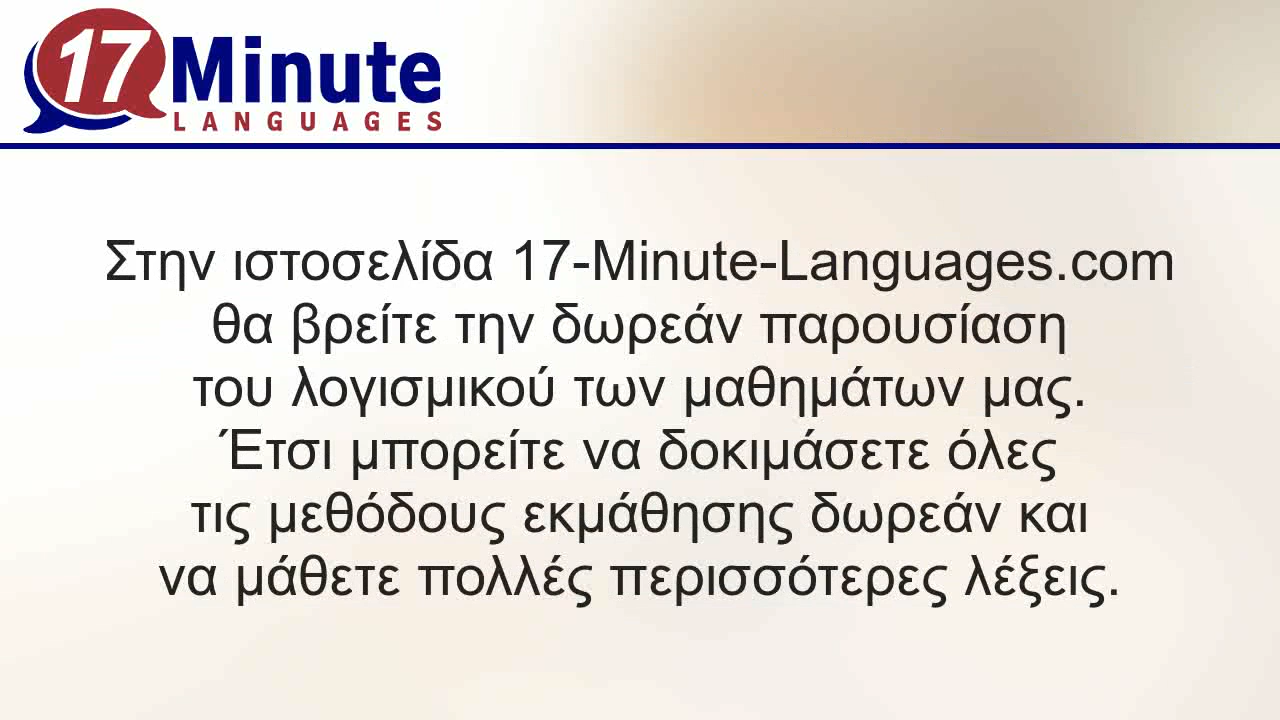 17 Minute
LANGUAGES
Στην ιστοσελίδα 17-Minute-Languages.com
θα βρείτε την δωρεάν παρουσίαση
του λογισμικού των μαθημάτων μας.
Έτσι μπορείτε να δοκιμάσετε όλες
τις μεθόδους εκμάθησης δωρεάν και
να μάθετε πολλές περισσότερες λέξεις.